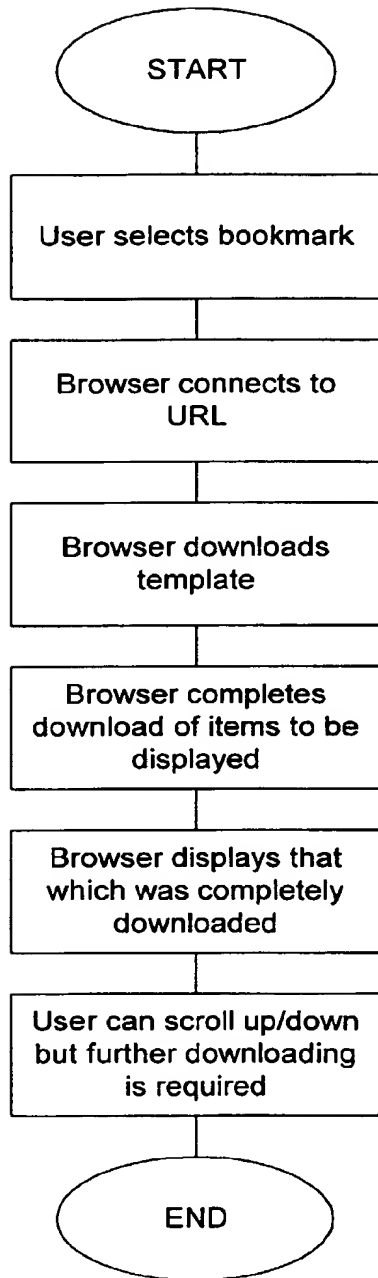 START
User selects bookmark
Browser connects to
URL
Browser downloads
template
Browser completes
download of items to be
displayed
Browser displays that
which was completely
downloaded
User can scroll up/down
but further downloading
is required
END